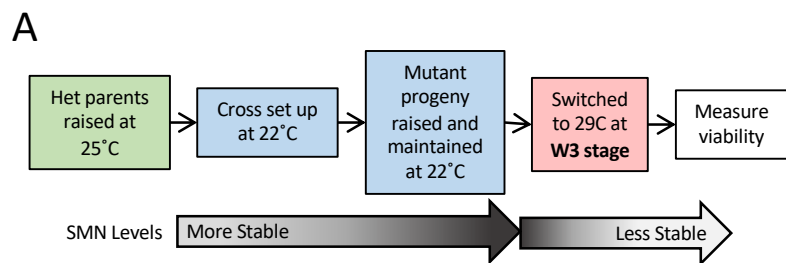 A
Het parents
raised at
25˚C
Cross set up
at 22˚C
Mutant
progeny
raised and
maintained
at 22˚C
Switched
to 29C at
W3 stage
Measure
viability
SMN Levels
More Stable
Less Stable